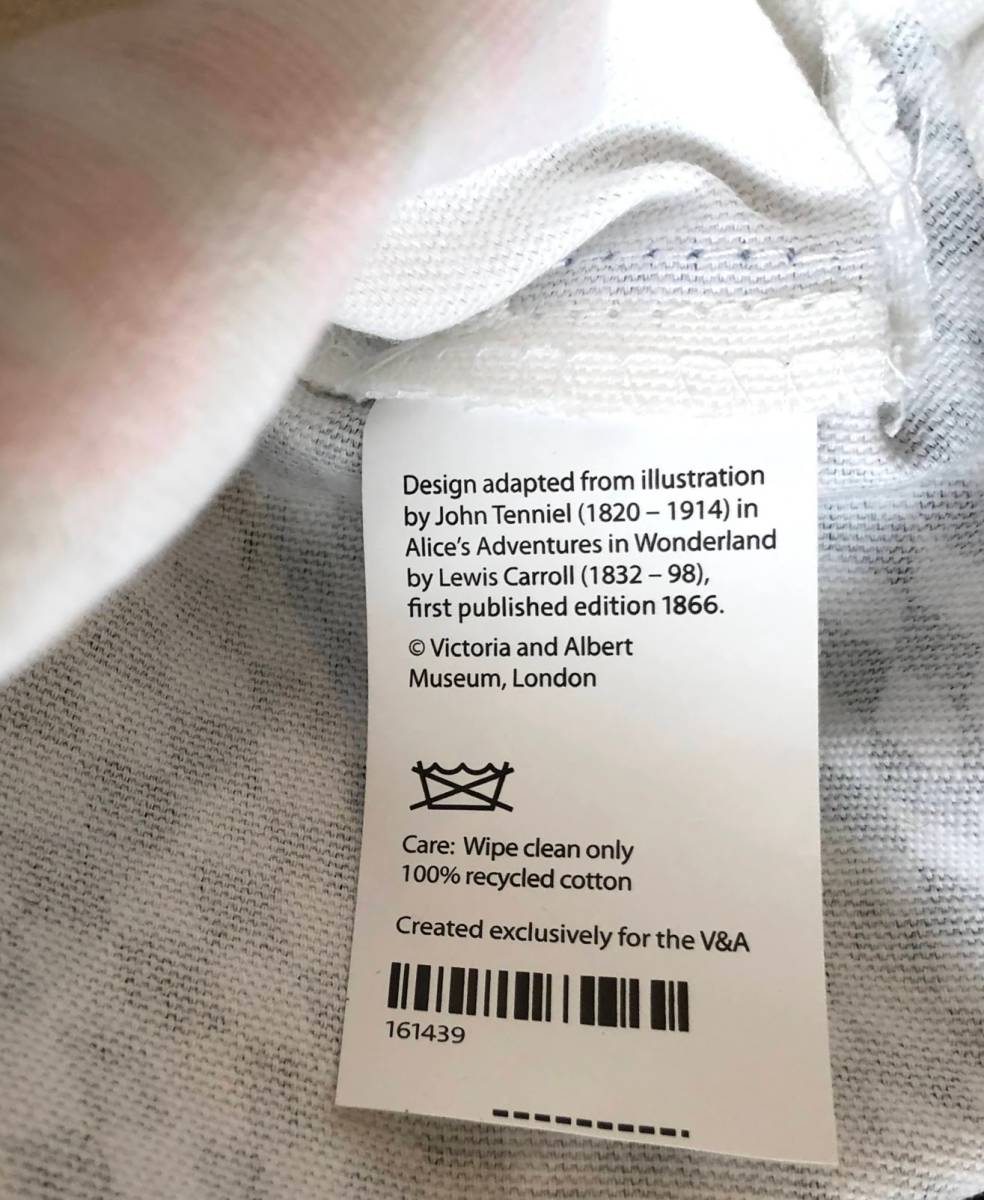 Design adapted from illustration
by John Tenniel (1820 – 1914) in
Alice's Adventures in Wonderland
by Lewis Carroll (1832 – 98),
first published edition 1866.
© Victoria and Albert
Museum, London
Care: Wipe clean only
100% recycled cotton
Created exclusively for the V&A
161439